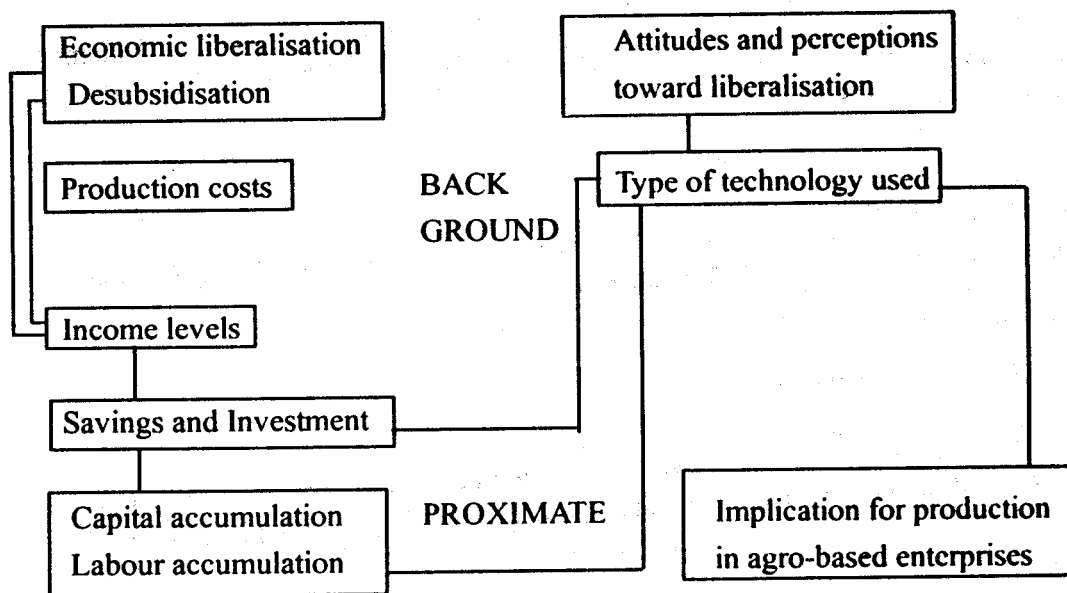 Economic liberalisation
Desubsidisation
Attitudes and perceptions
toward liberalisation
Production costs
BACK
GROUND
Type of technology used
Income levels
Savings and Investment
Capital accumulation
Labour accumulation
PROXIMATE
Implication for production
in agro-based enterprises